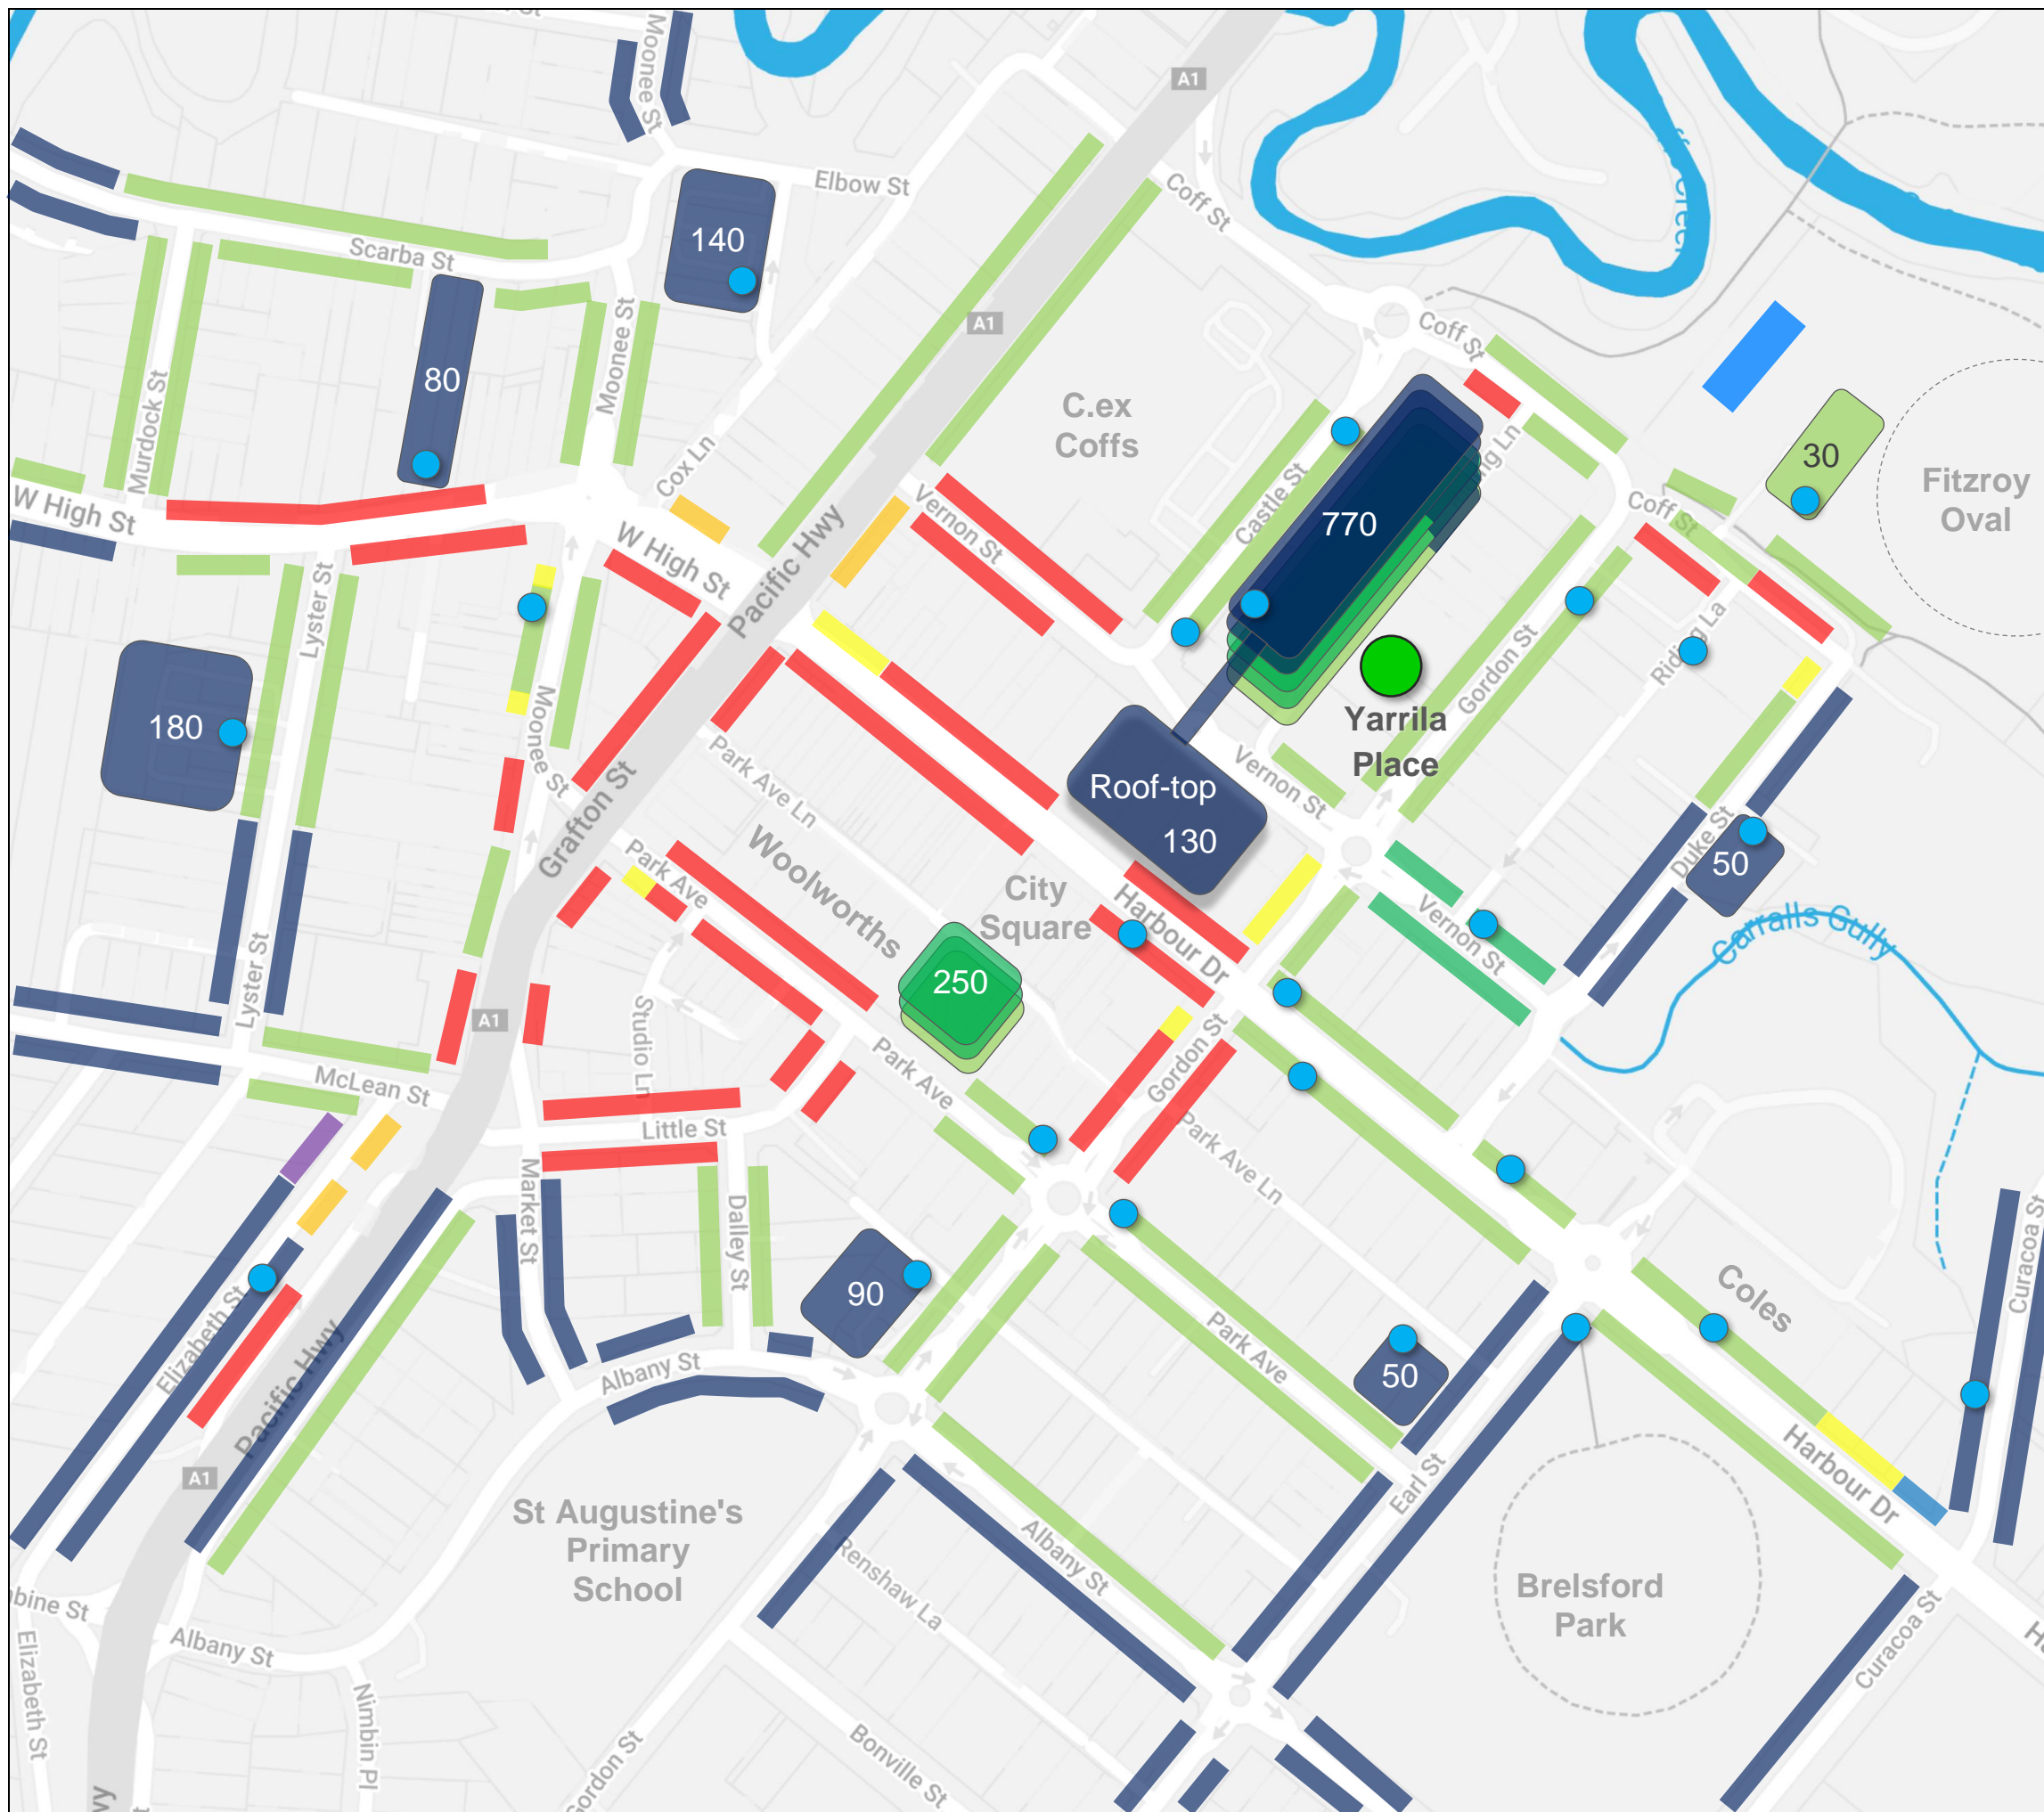 Moonee St
A1
Elbow St
Coff St
140
Scarba St
A1
Coff St
Moonee St
80
Murdock St
C.ex
Coffs
30
Fitzroy
Oval
Cox Ln
W High St
Vernon St
Castle St
770
Coff St
W High St
Pacific Hwy
Lyster St
Gordon St
Riding La
180
Moonee St
Yarrila
Place
Park Ave Ln
Vernon St
Roof-top
130
Grafton St
Park Ave
Woolworths
City
Square
Harbour Dr
Duke St
50
Vernon St
Carralls Gully
Lyster St
250
A1
Studio Ln
Park Ave
McLean St
Gordon St
Little St
Park Ave Ln
Market St
Dalley St
Curacoa St
Elizabeth St
90
Coles
Pacific Hwy
Albany St
Park Ave
50
A1
Harbour Dr
Earl St
St Augustine's
Primary
School
Albany St
Renshaw La
Brelsford
Park
Albany St
Curacoa St
Elizabeth St
Nimbin Pl
Gordon St
Bonville St